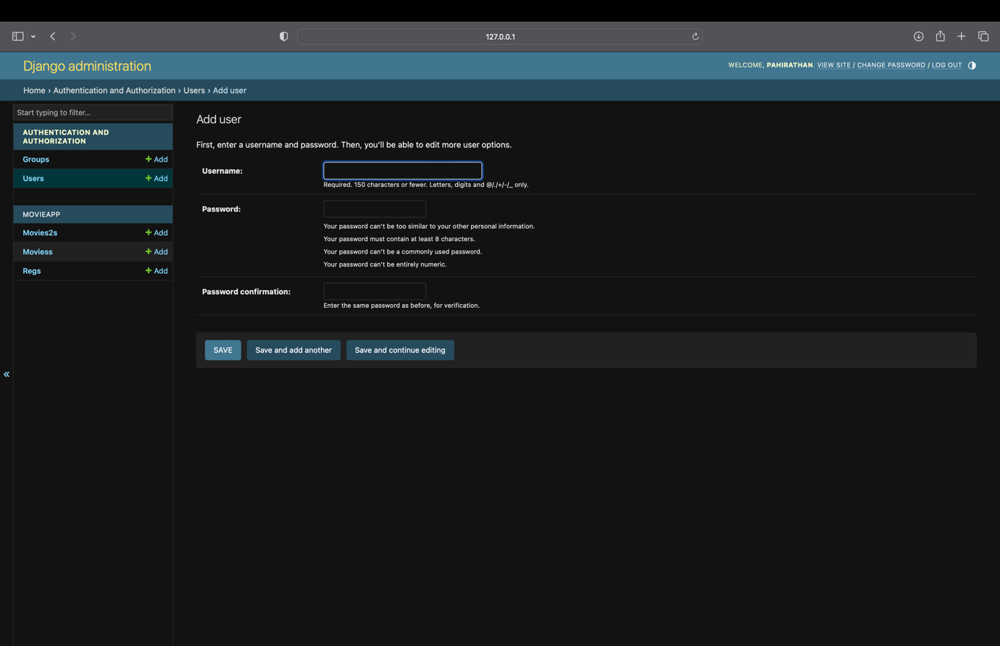 127.0.0.1
Django administration
WELCOME, PAHIRATHAN. VIEW SITE / CHANGE PASSWORD / LOG OUT
Home › Authentication and Authorization › Users › Add user
Start typing to filter...
AUTHENTICATION AND
AUTHORIZATION
Groups + Add
Users + Add
MOVIEAPP
Movies2s + Add
Moviess + Add
Regs + Add
«
Add user
First, enter a username and password. Then, you’ll be able to edit more user options.
Username:
Required. 150 characters or fewer. Letters, digits and @/./+/-/_ only.
Password:
Your password can’t be too similar to your other personal information.
Your password must contain at least 8 characters.
Your password can’t be a commonly used password.
Your password can’t be entirely numeric.
Password confirmation:
Enter the same password as before, for verification.
SAVE Save and add another Save and continue editing